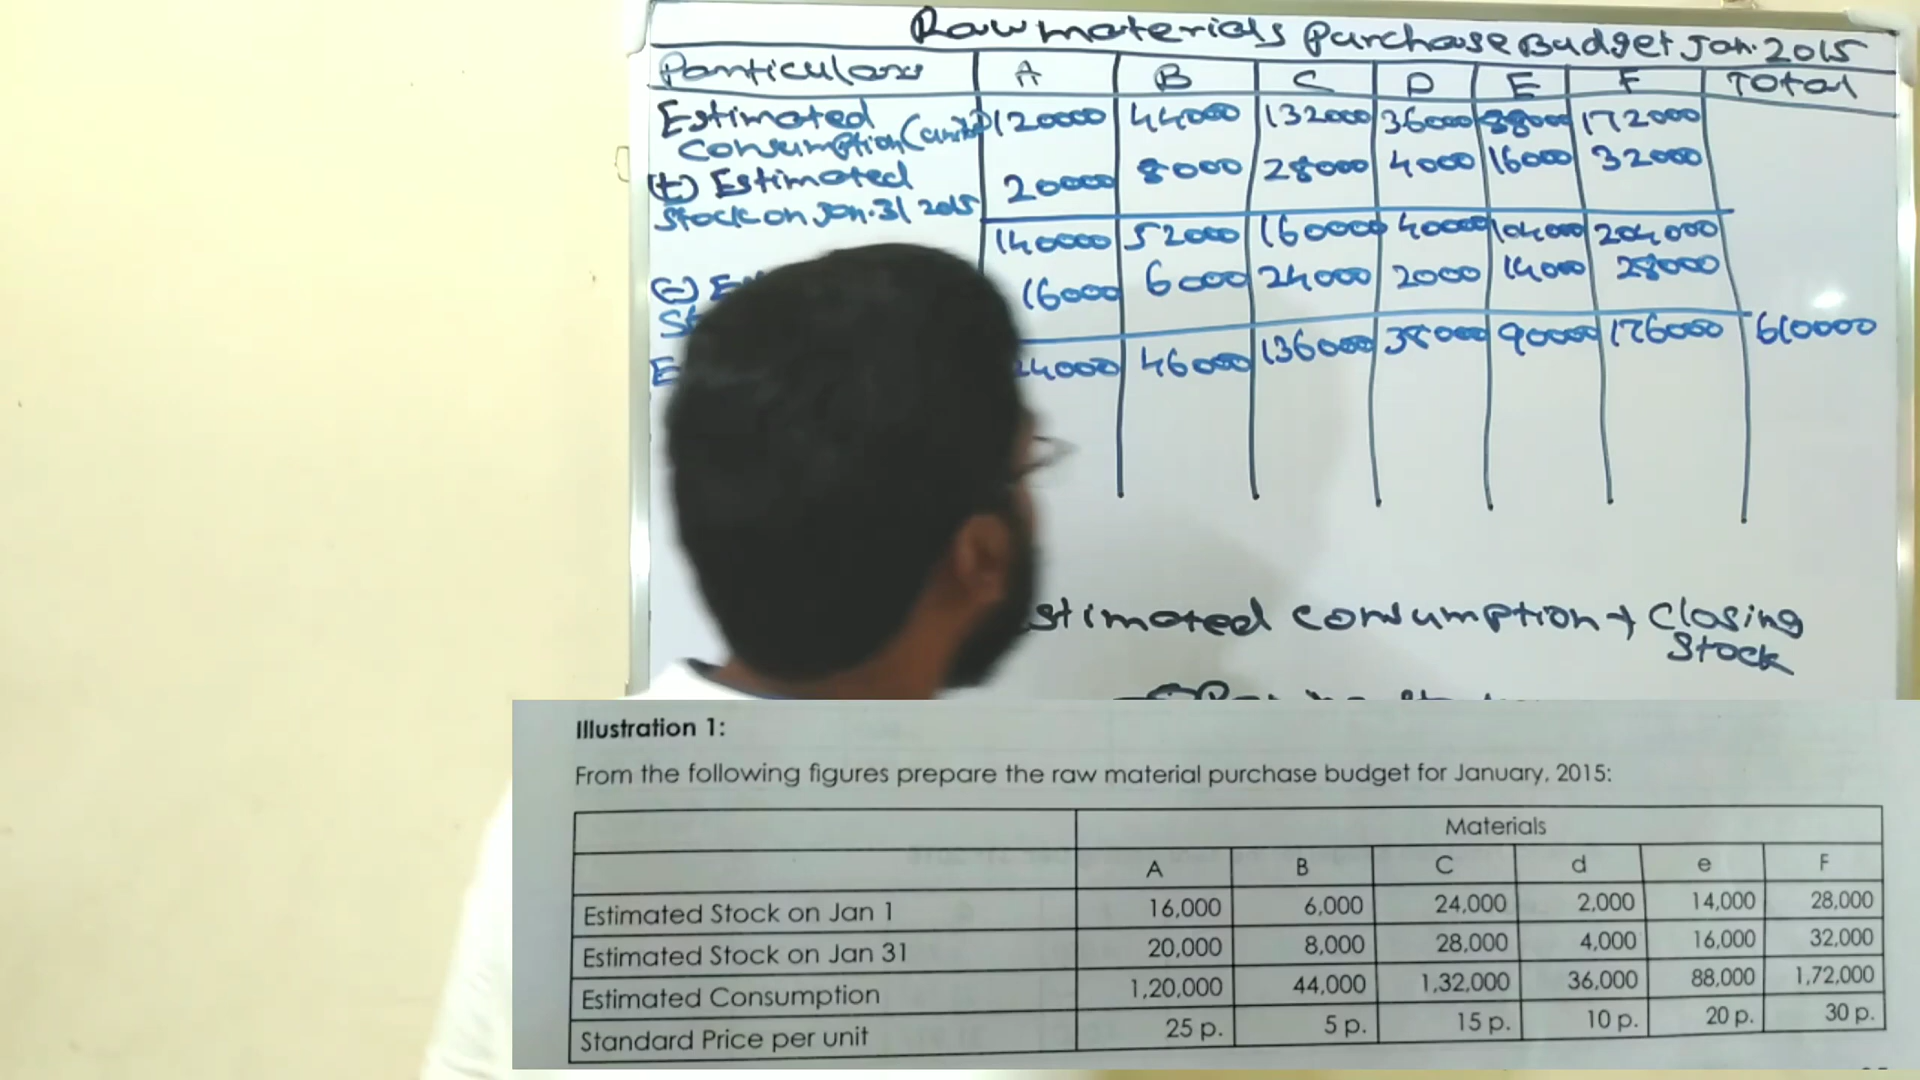 Raw materials Purchase Budget Jan. 2015
Particulars A B C D E F Total
Estimated 120000 44000 132000 36000 88000 172000
consumption
(+) Estimated 20000 8000 28000 4000 16000 32000
stock on Jan. 31 2015
140000 52000 160000 40000 104000 204000
(-) E 16000 6000 24000 2000 14000 28000
St
E 24000 46000 136000 38000 90000 176000 610000
stimated consumption + Closing
Stock
Illustration 1:
From the following figures prepare the raw material purchase budget for January, 2015:
Materials
A B C d e F
Estimated Stock on Jan 1 16,000 6,000 24,000 2,000 14,000 28,000
Estimated Stock on Jan 31 20,000 8,000 28,000 4,000 16,000 32,000
Estimated Consumption 1,20,000 44,000 1,32,000 36,000 88,000 1,72,000
Standard Price per unit 25 p. 5 p. 15 p. 10 p. 20 p. 30 p.